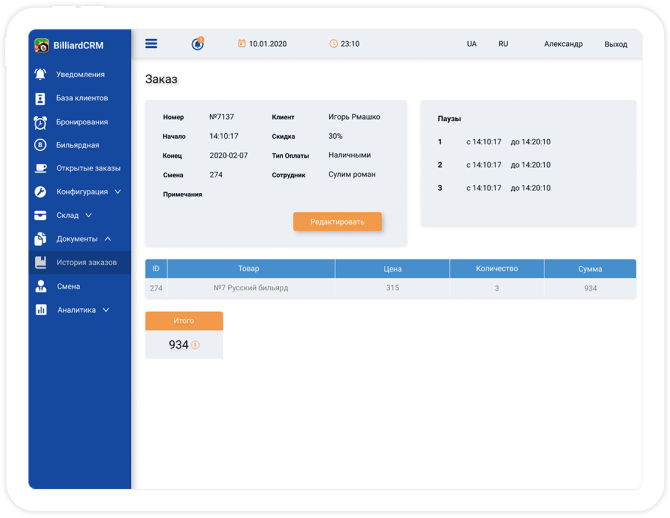 BilliardCRM
10.01.2020
23:10
UA
RU
Александр
Выход
Уведомления
База клиентов
Бронирования
8
Бильярдная
Открытые заказы
Конфигурация
Склад
Документы
История заказов
Смена
Аналитика
Заказ
Номер №7137 Клиент Игорь Рмашко
Начало 14:10:17 Скидка 30%
Конец 2020-02-07 Тип Оплаты Наличными
Смена 274 Сотрудник Сулим роман
Примечания
Редактировать
Паузы
1 с 14:10:17 до 14:20:10
2 с 14:10:17 до 14:20:10
3 с 14:10:17 до 14:20:10
ID Товар Цена Количество Сумма
274 №7 Русский бильярд 315 3 934
Итого
934